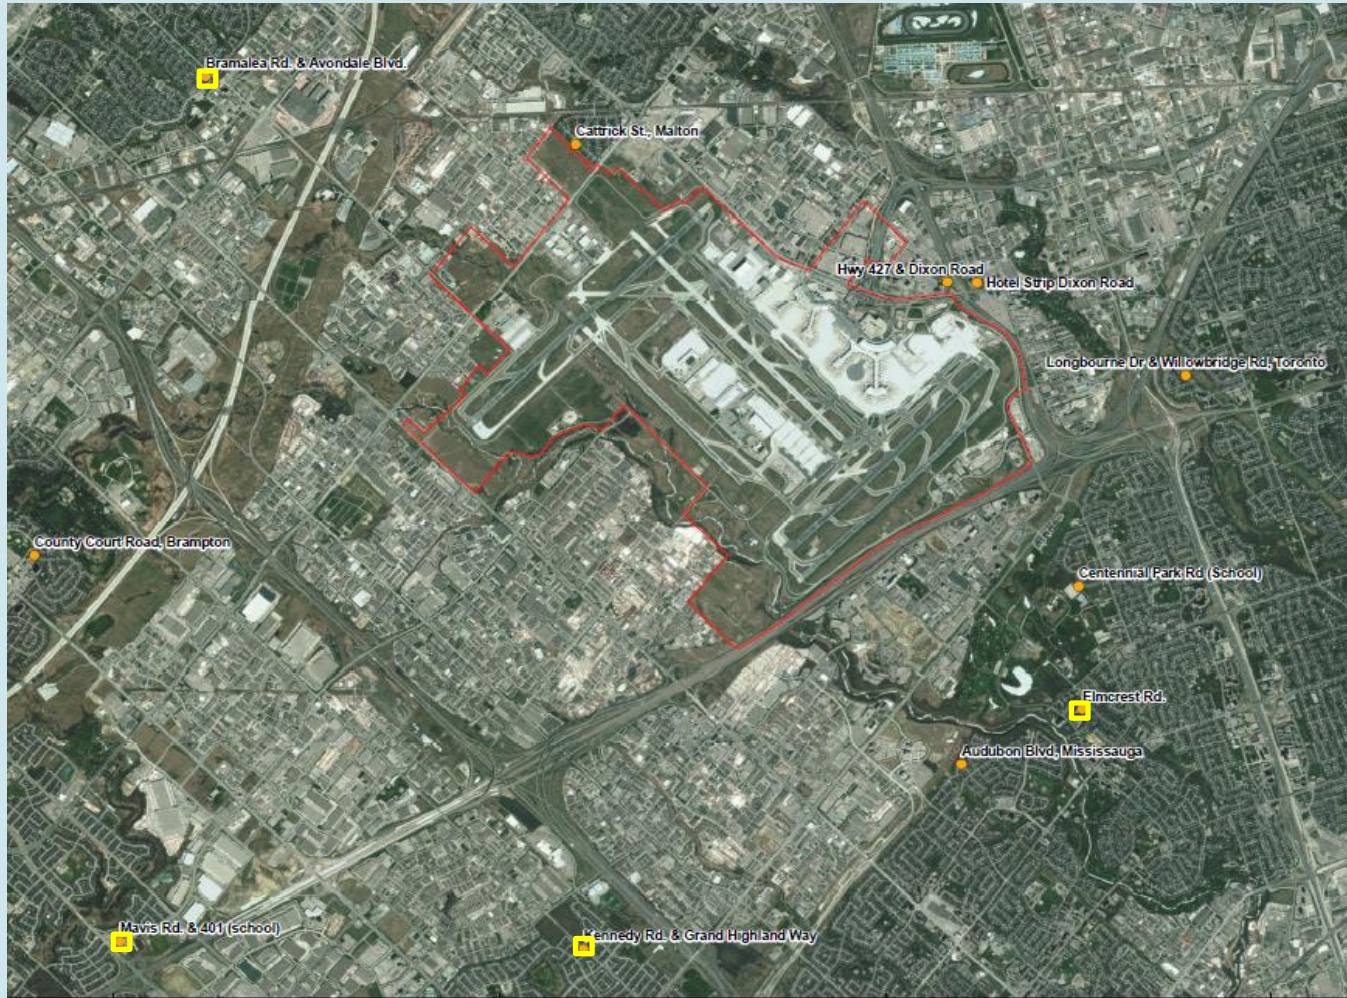 Bramalea Rd. & Avondale Blvd.
Cattrick St., Malton
Hwy 427 & Dixon Road
Hotel Strip Dixon Road
Longbourne Dr & Willowbridge Rd, Toronto
County Court Road, Brampton
Centennial Park Rd (School)
Elmcrest Rd.
Audubon Blvd, Mississauga
Mavis Rd. & 401 (school)
Kennedy Rd. & Grand Highland Way